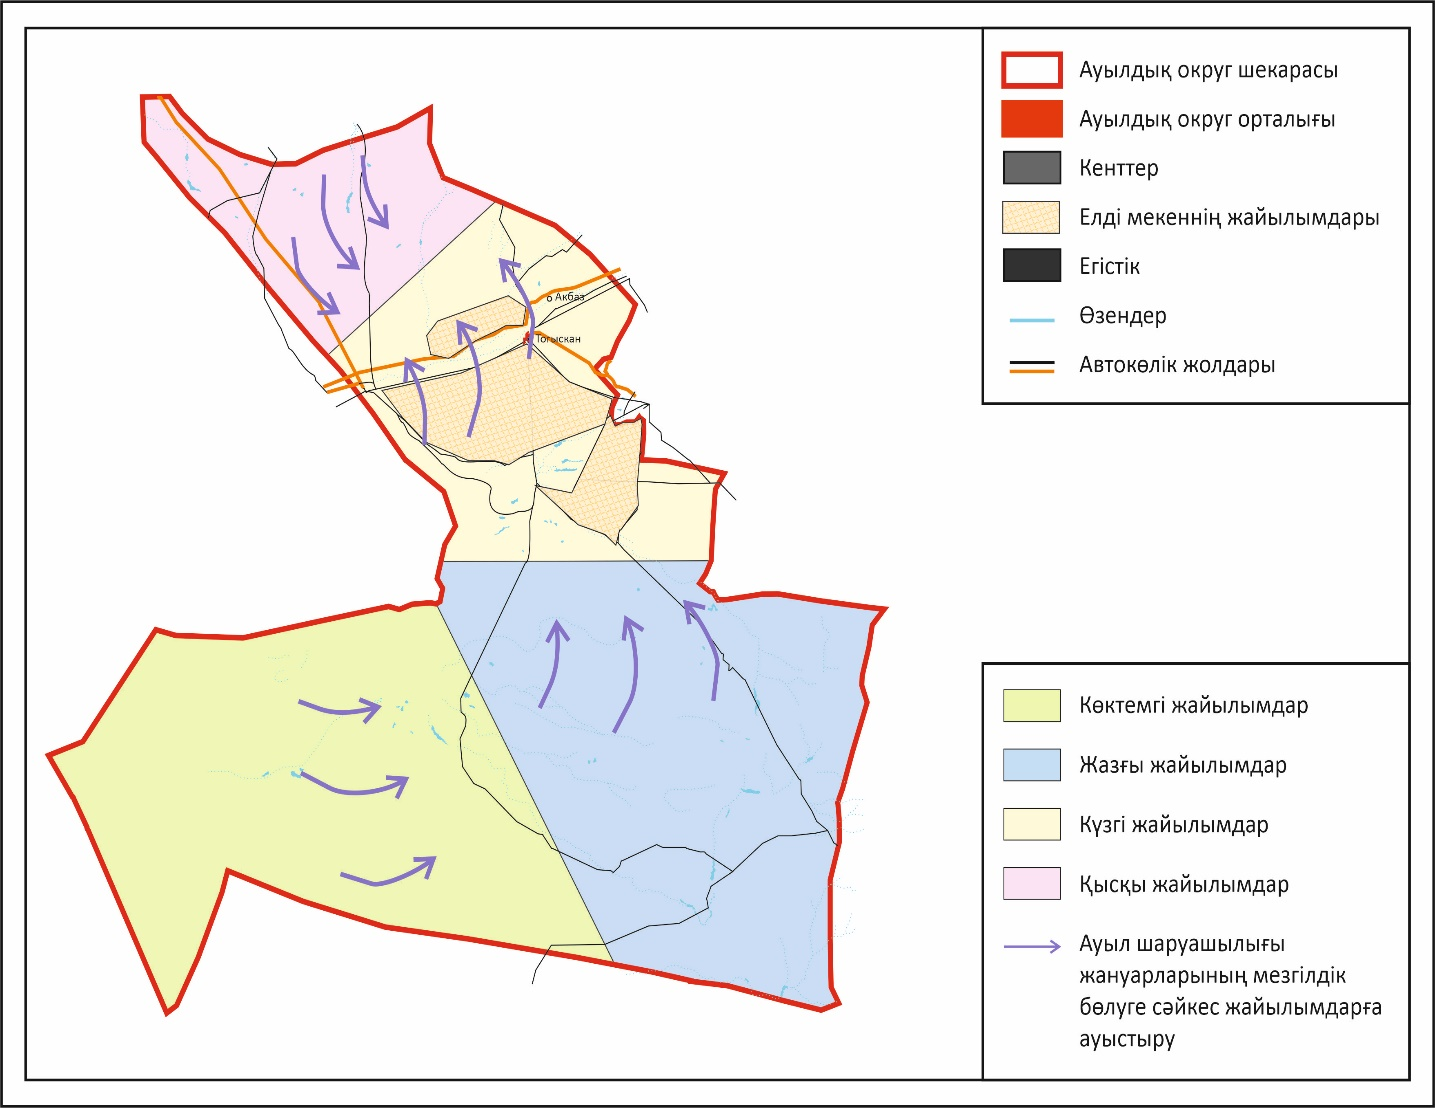 Ауылдық округ шекарасы
Ауылдық округ орталығы
Кенттер
Елді мекеннің жайылымдары
Егістік
Өзендер
Автокөлік жолдары
Акбаз
Тогыскан
Көктемгі жайылымдар
Жазғы жайылымдар
Күзгі жайылымдар
Қысқы жайылымдар
Ауыл шаруашылығы
жануарларының мезгілдік
бөлуге сәйкес жайылымдарға
ауыстыру